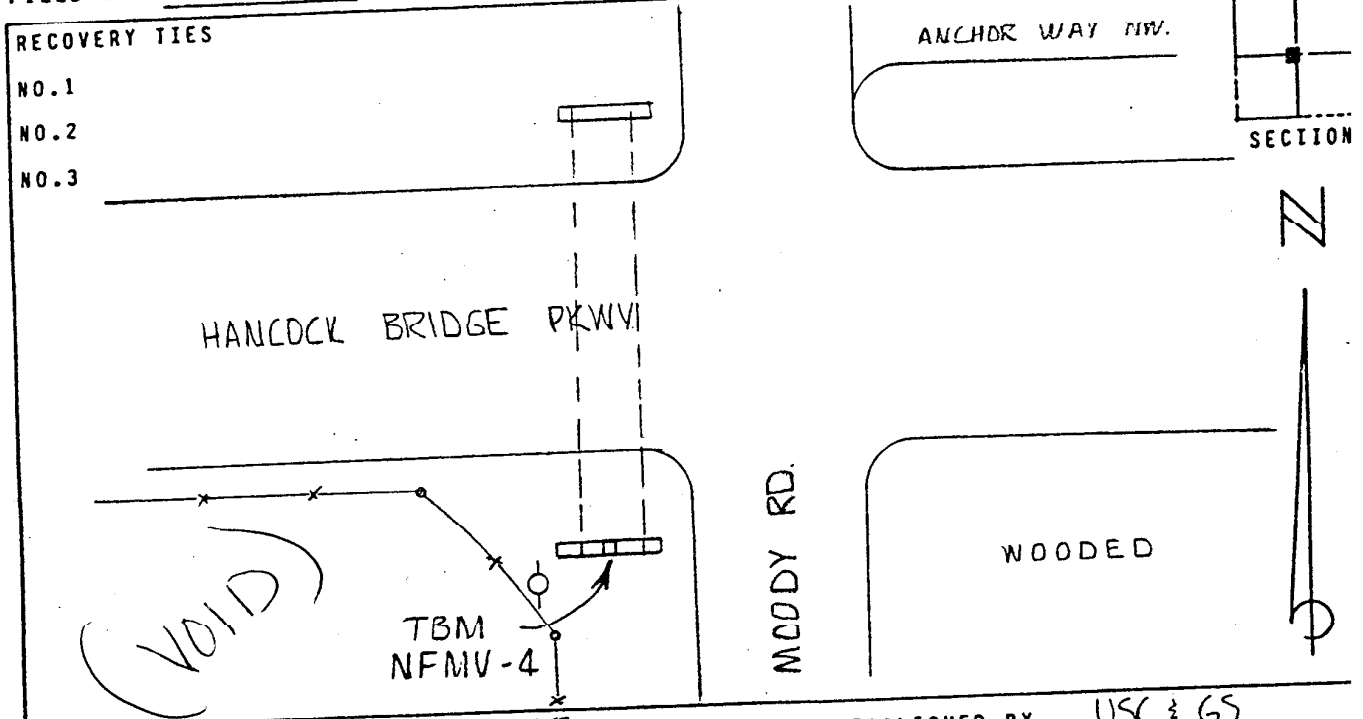 RECOVERY TIES
NO.1
NO.2
NO.3
ANCHOR WAY NW.
SECTION
N
HANCOCK BRIDGE PKWY
MOODY RD.
WOODED
(VOID)
TBM
NFMV-4
USC & GS